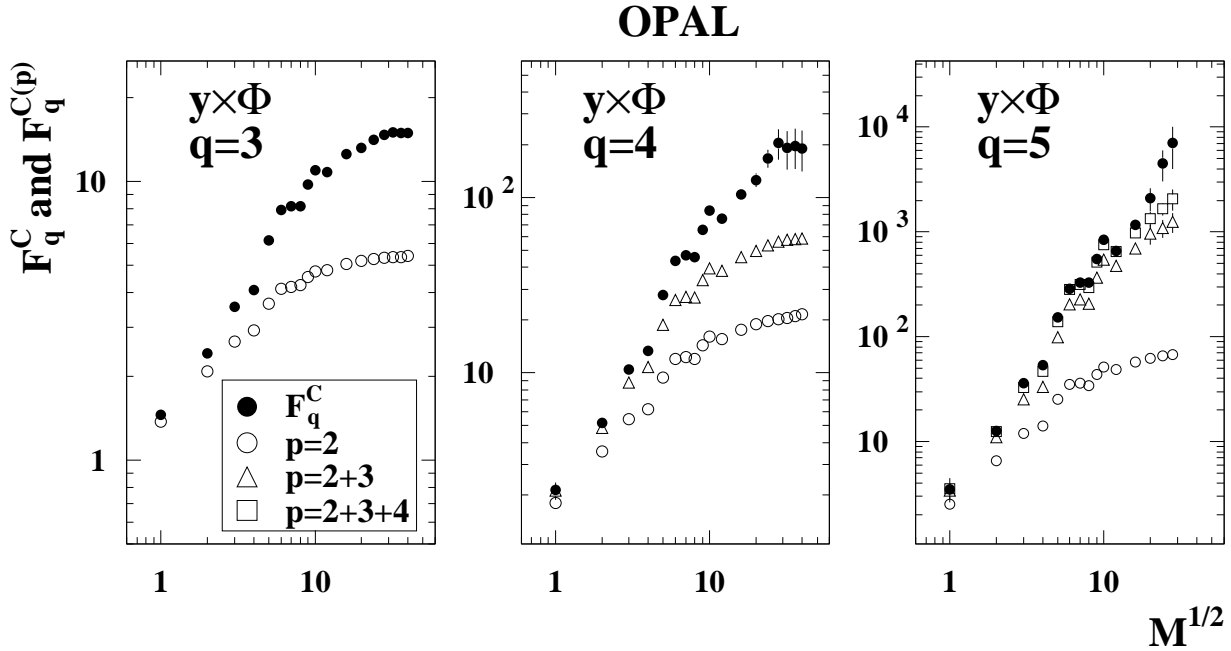 OPAL
F_q^C and F_q^{C(p)}
y×Φ
q=3
10
1
F_q^C
p=2
p=2+3
p=2+3+4
1
10
y×Φ
q=4
10^2
10
1
10
y×Φ
q=5
10^4
10^3
10^2
10
1
10
M^{1/2}